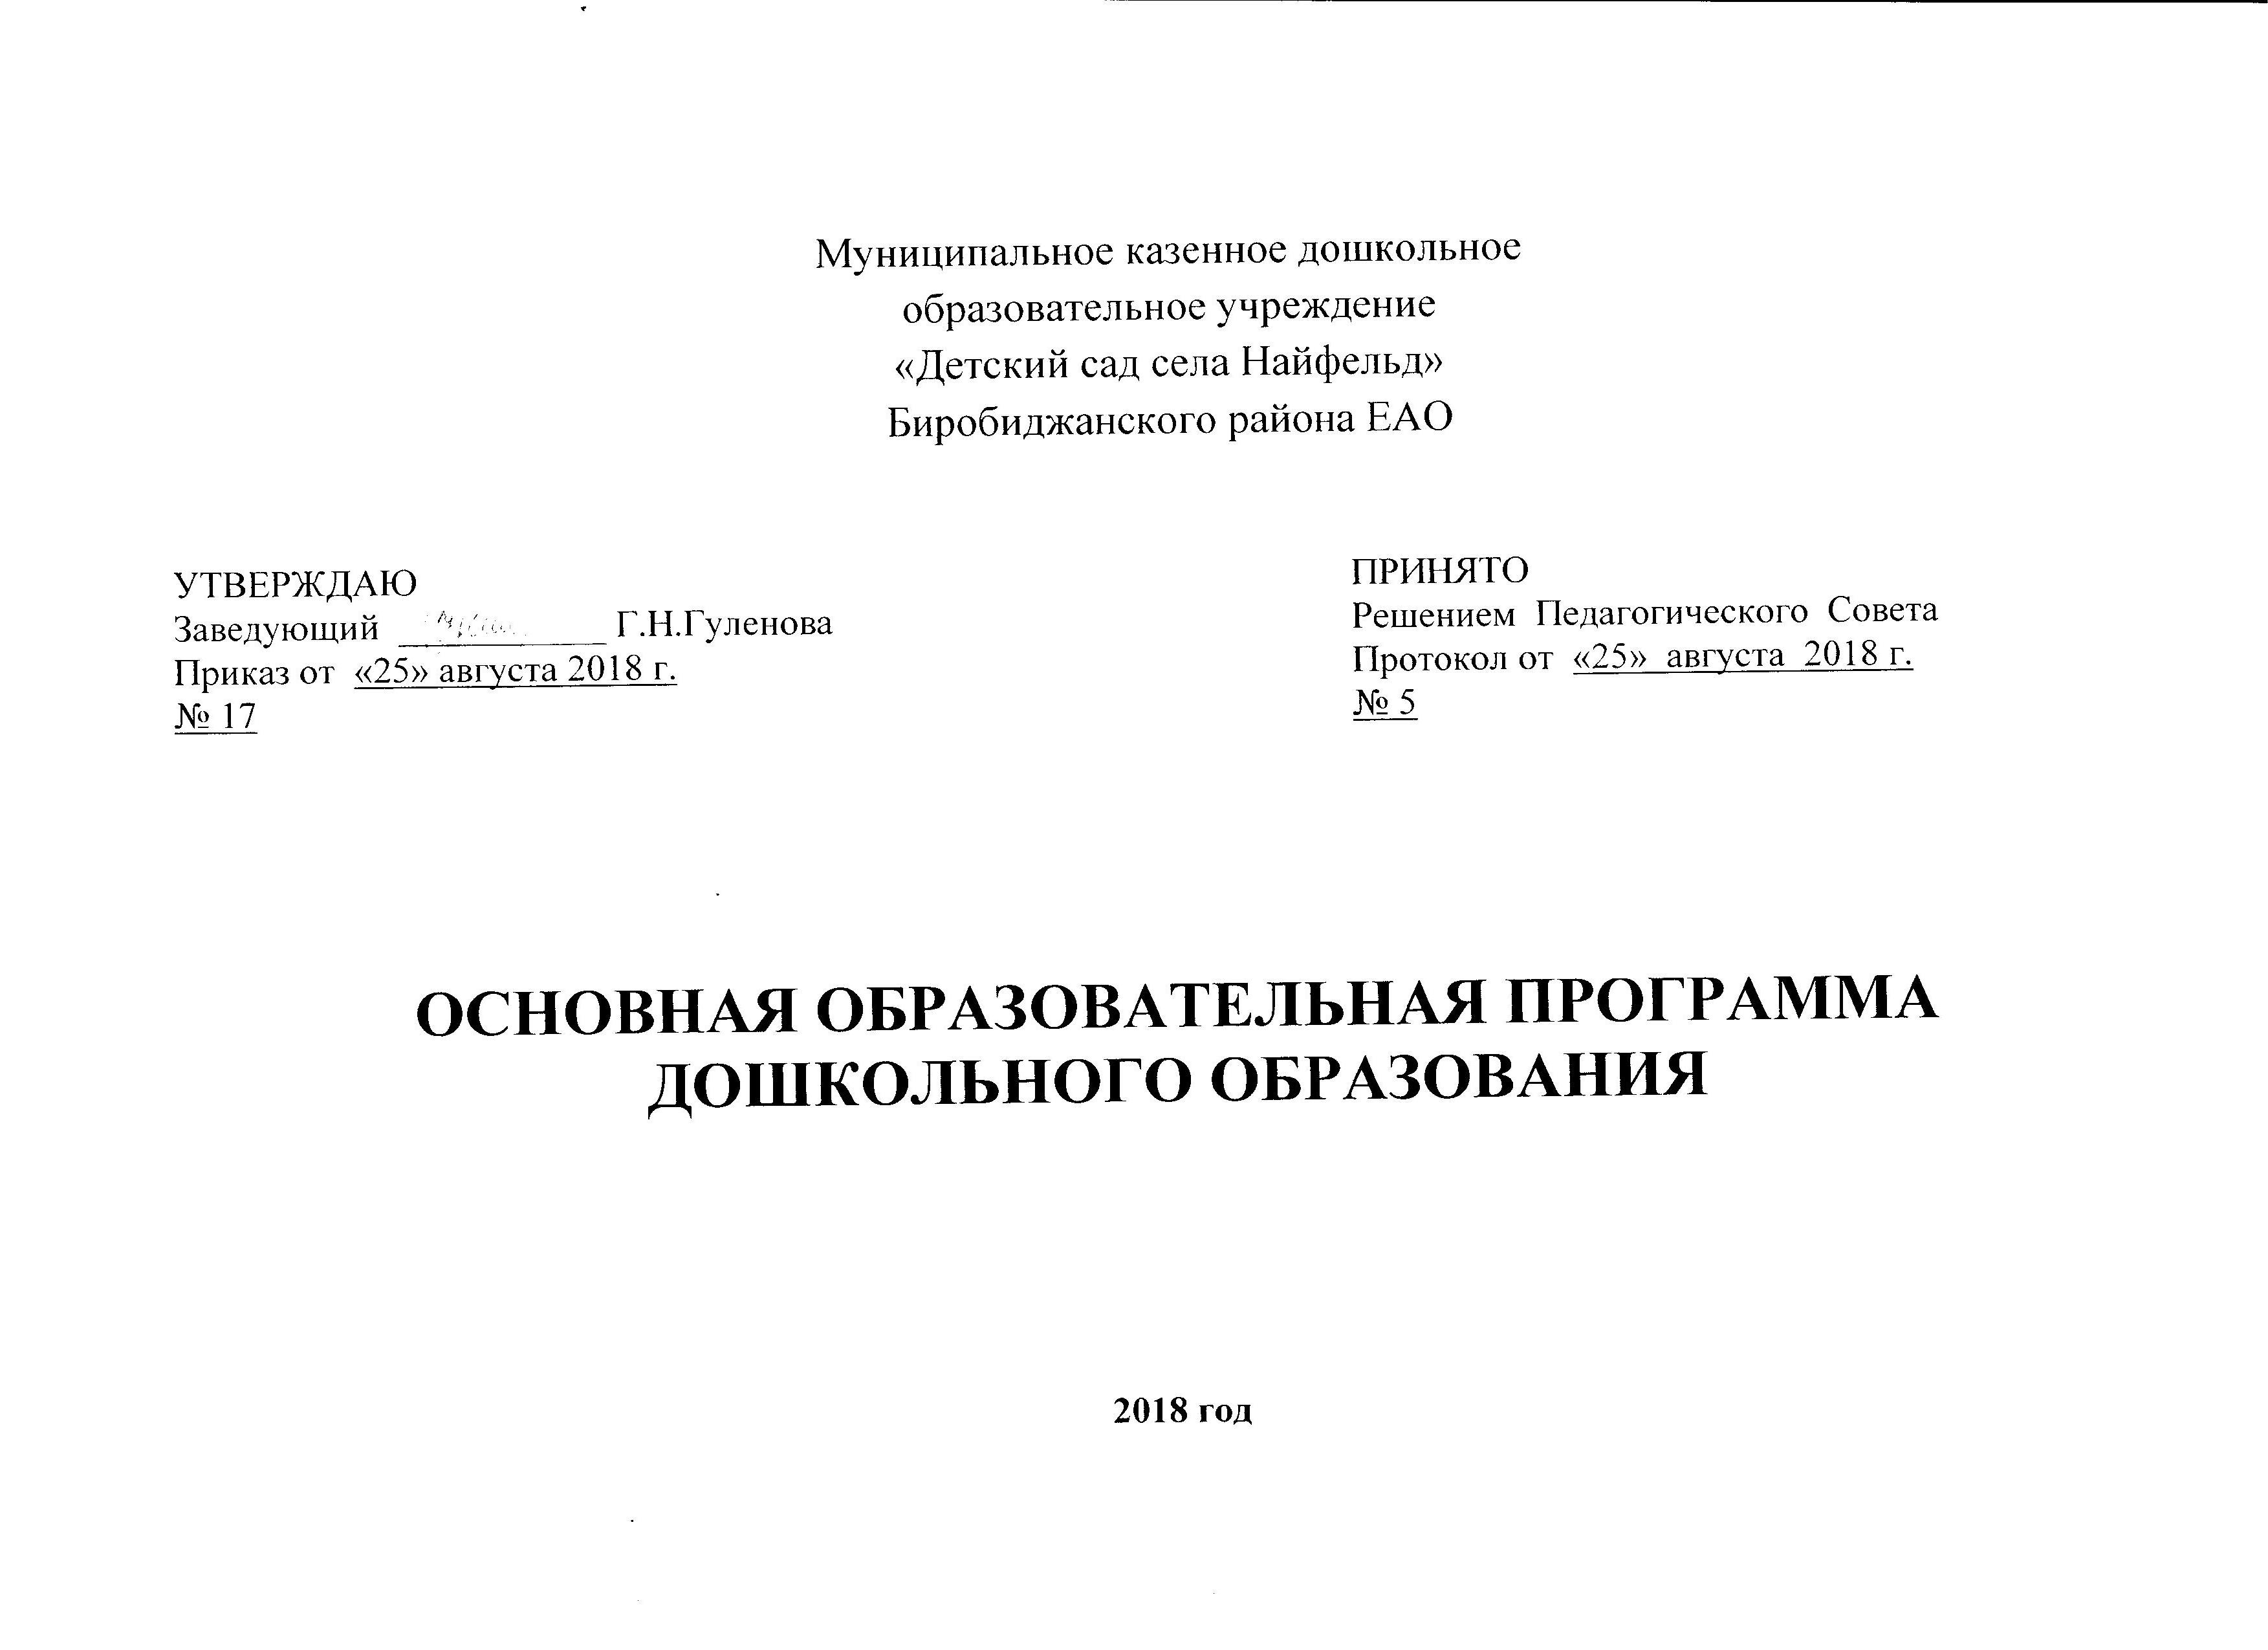 Муниципальное казенное дошкольное
образовательное учреждение
«Детский сад села Найфельд»
Биробиджанского района ЕАО
УТВЕРЖДАЮ
Заведующий Г.Н.Гуленова
Приказ от «25» августа 2018 г.
№ 17
ПРИНЯТО
Решением Педагогического Совета
Протокол от «25» августа 2018 г.
№ 5
ОСНОВНАЯ ОБРАЗОВАТЕЛЬНАЯ ПРОГРАММА
ДОШКОЛЬНОГО ОБРАЗОВАНИЯ
2018 год